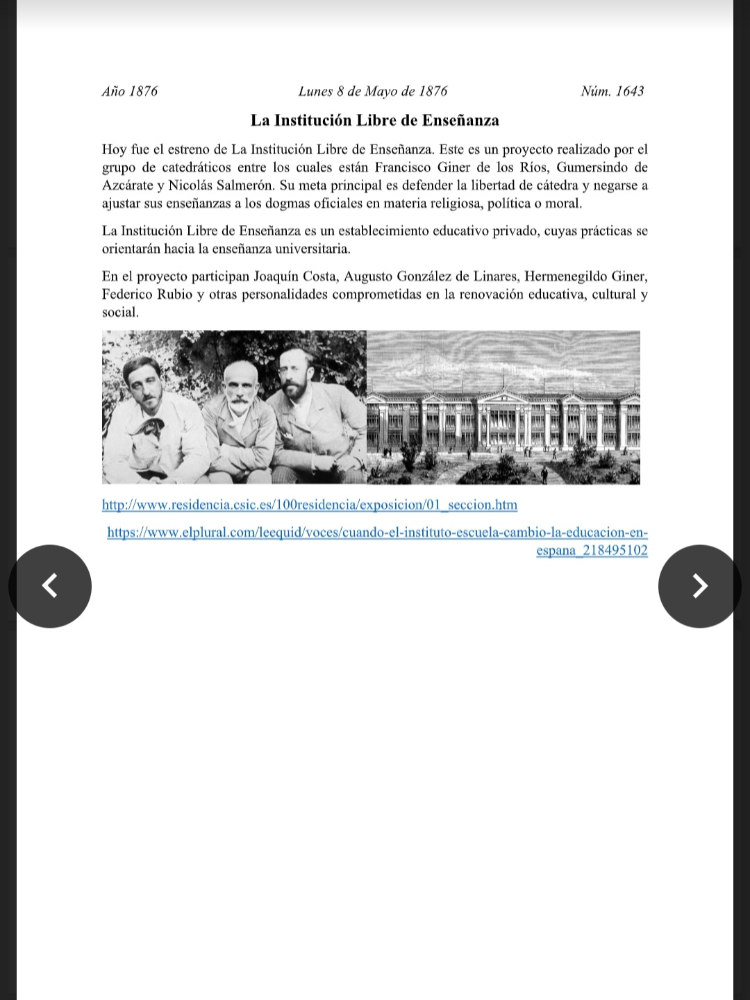 Año 1876 Lunes 8 de Mayo de 1876 Núm. 1643
La Institución Libre de Enseñanza
Hoy fue el estreno de La Institución Libre de Enseñanza. Este es un proyecto realizado por el
grupo de catedráticos entre los cuales están Francisco Giner de los Ríos, Gumersindo de
Azcárate y Nicolás Salmerón. Su meta principal es defender la libertad de cátedra y negarse a
ajustar sus enseñanzas a los dogmas oficiales en materia religiosa, política o moral.
La Institución Libre de Enseñanza es un establecimiento educativo privado, cuyas prácticas se
orientarán hacia la enseñanza universitaria.
En el proyecto participan Joaquín Costa, Augusto González de Linares, Hermenegildo Giner,
Federico Rubio y otras personalidades comprometidas en la renovación educativa, cultural y
social.
http://www.residencia.csic.es/100residencia/exposicion/01_seccion.htm
https://www.elplural.com/leequid/voces/cuando-el-instituto-escuela-cambio-la-educacion-en-
espana_218495102